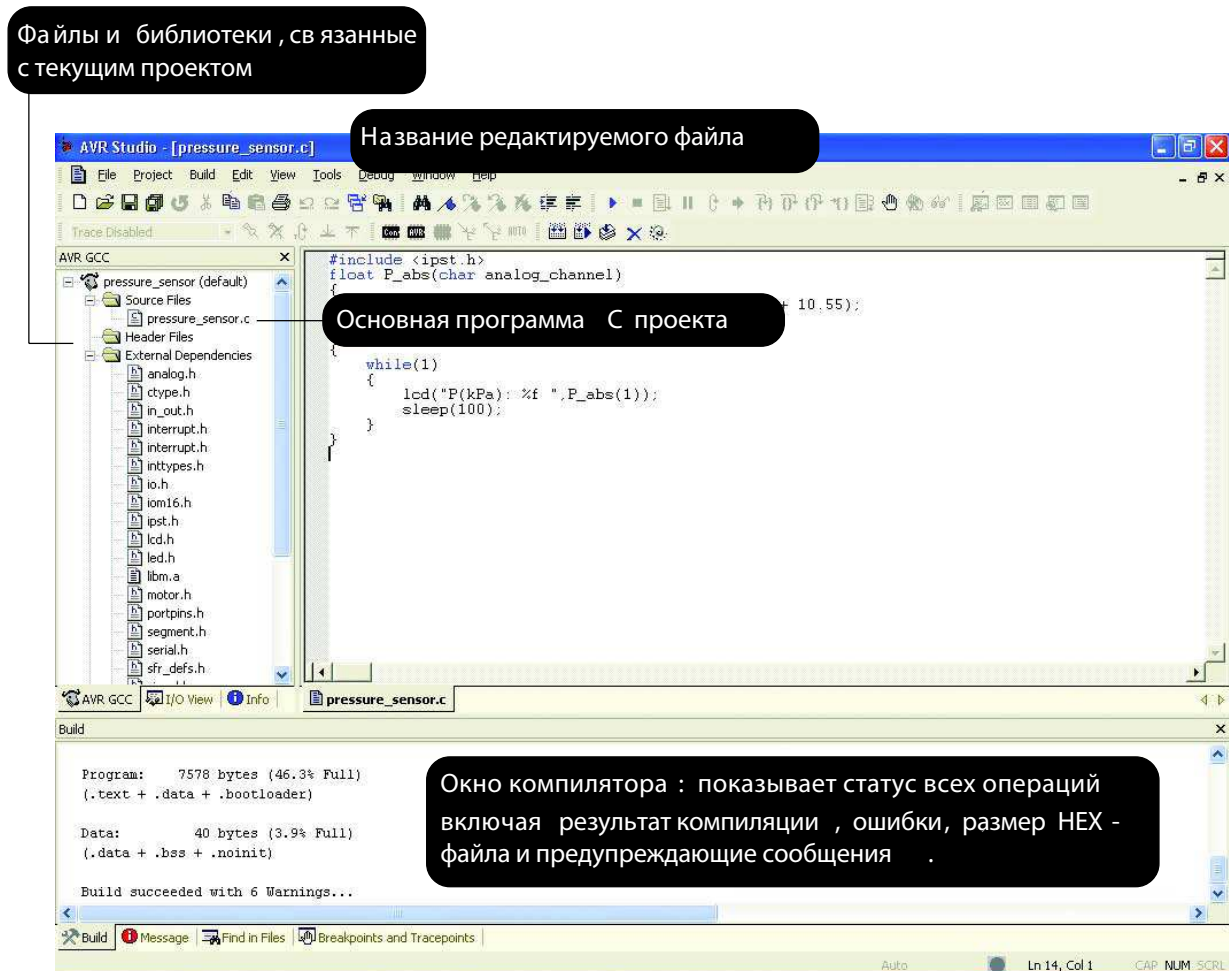 Файлы и библиотеки , св язанные
с текущим проектом
Название редактируемого файла
AVR Studio - [pressure_sensor.c]
File Project Build Edit View Tools Debug Window Help
Trace Disabled
Con AVR AUTO
AVR GCC
pressure_sensor (default)
Source Files
pressure_sensor.c
Header Files
External Dependencies
analog.h
ctype.h
in_out.h
interrupt.h
interrupt.h
inttypes.h
io.h
iom16.h
ipst.h
lcd.h
led.h
libm.a
motor.h
portpins.h
segment.h
serial.h
sfr_defs.h
#include <ipst.h>
float P_abs(char analog_channel)
{
+ 10.55);
Основная программа С проекта
{
while(1)
{
lcd("P(kPa): %f ",P_abs(1));
sleep(100);
}
}
AVR GCC I/O View Info
pressure_sensor.c
Build
Program: 7578 bytes (46.3% Full)
(.text + .data + .bootloader)
Data: 40 bytes (3.9% Full)
(.data + .bss + .noinit)
Build succeeded with 6 Warnings...
Окно компилятора : показывает статус всех операций
включая результат компиляции , ошибки, размер HEX -
файла и предупреждающие сообщения .
Build Message Find in Files Breakpoints and Tracepoints
Auto Ln 14, Col 1 CAP NUM SCRL